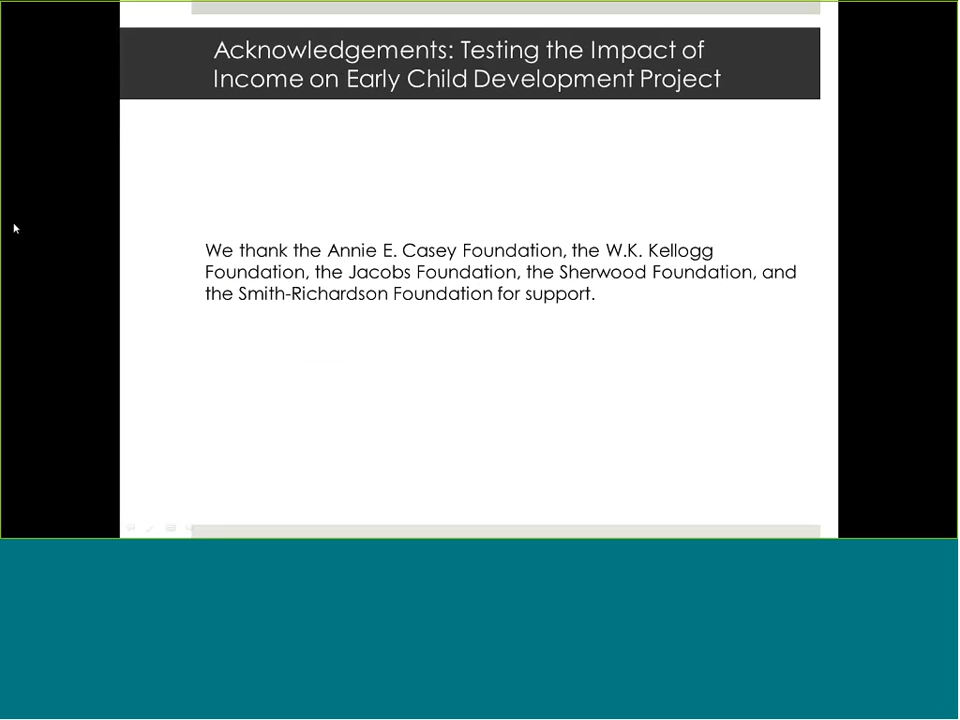 Acknowledgements: Testing the Impact of
Income on Early Child Development Project
We thank the Annie E. Casey Foundation, the W.K. Kellogg
Foundation, the Jacobs Foundation, the Sherwood Foundation, and
the Smith-Richardson Foundation for support.